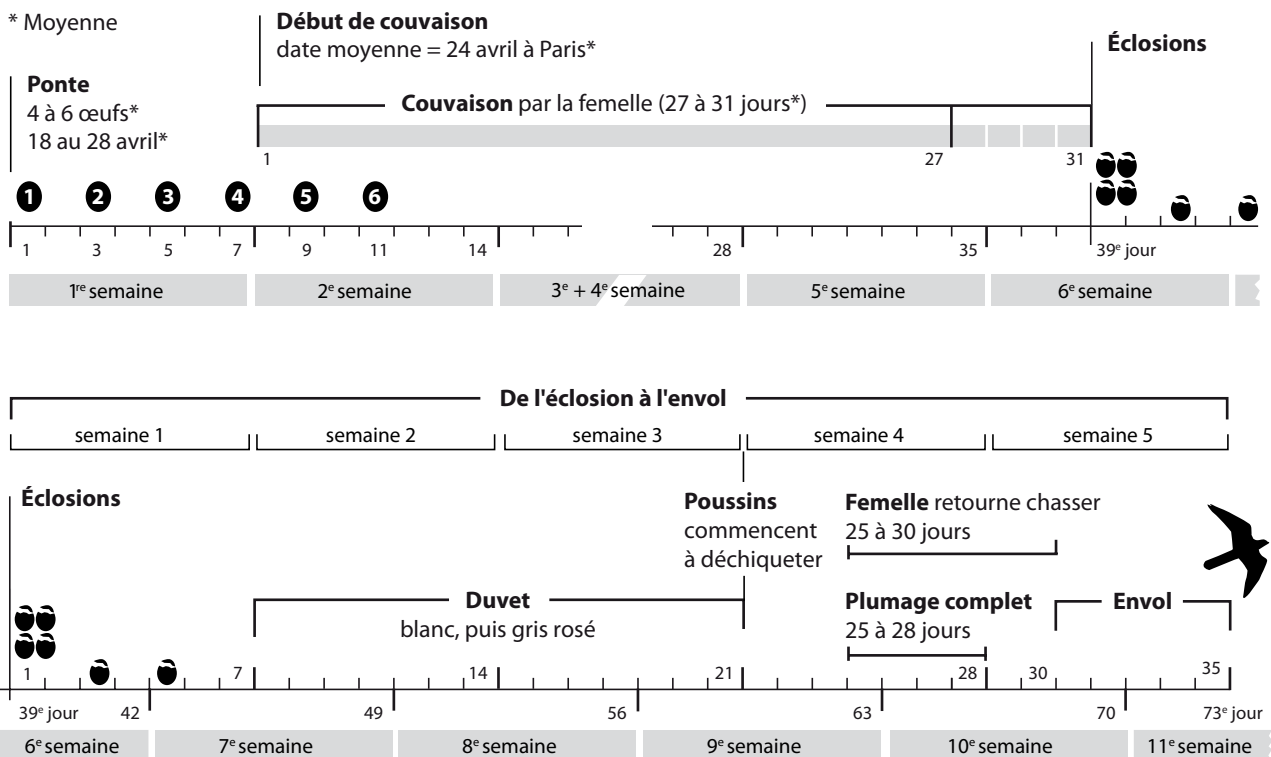 * Moyenne
Début de couvaison
date moyenne = 24 avril à Paris*
Éclosions
Ponte
4 à 6 œufs*
18 au 28 avril*
Couvaison par la femelle (27 à 31 jours*)
1 27 31
1 2 3 4 5 6
1 3 5 7 9 11 14 28 35 39e jour
1re semaine 2e semaine 3e + 4e semaine 5e semaine 6e semaine
De l'éclosion à l'envol
semaine 1 semaine 2 semaine 3 semaine 4 semaine 5
Éclosions
Poussins
commencent
à déchiqueter
Femelle retourne chasser
25 à 30 jours
Duvet
blanc, puis gris rosé
Plumage complet
25 à 28 jours
Envol
1 7 14 21 28 30 35
39e jour 42 49 56 63 70 73e jour
6e semaine 7e semaine 8e semaine 9e semaine 10e semaine 11e semaine